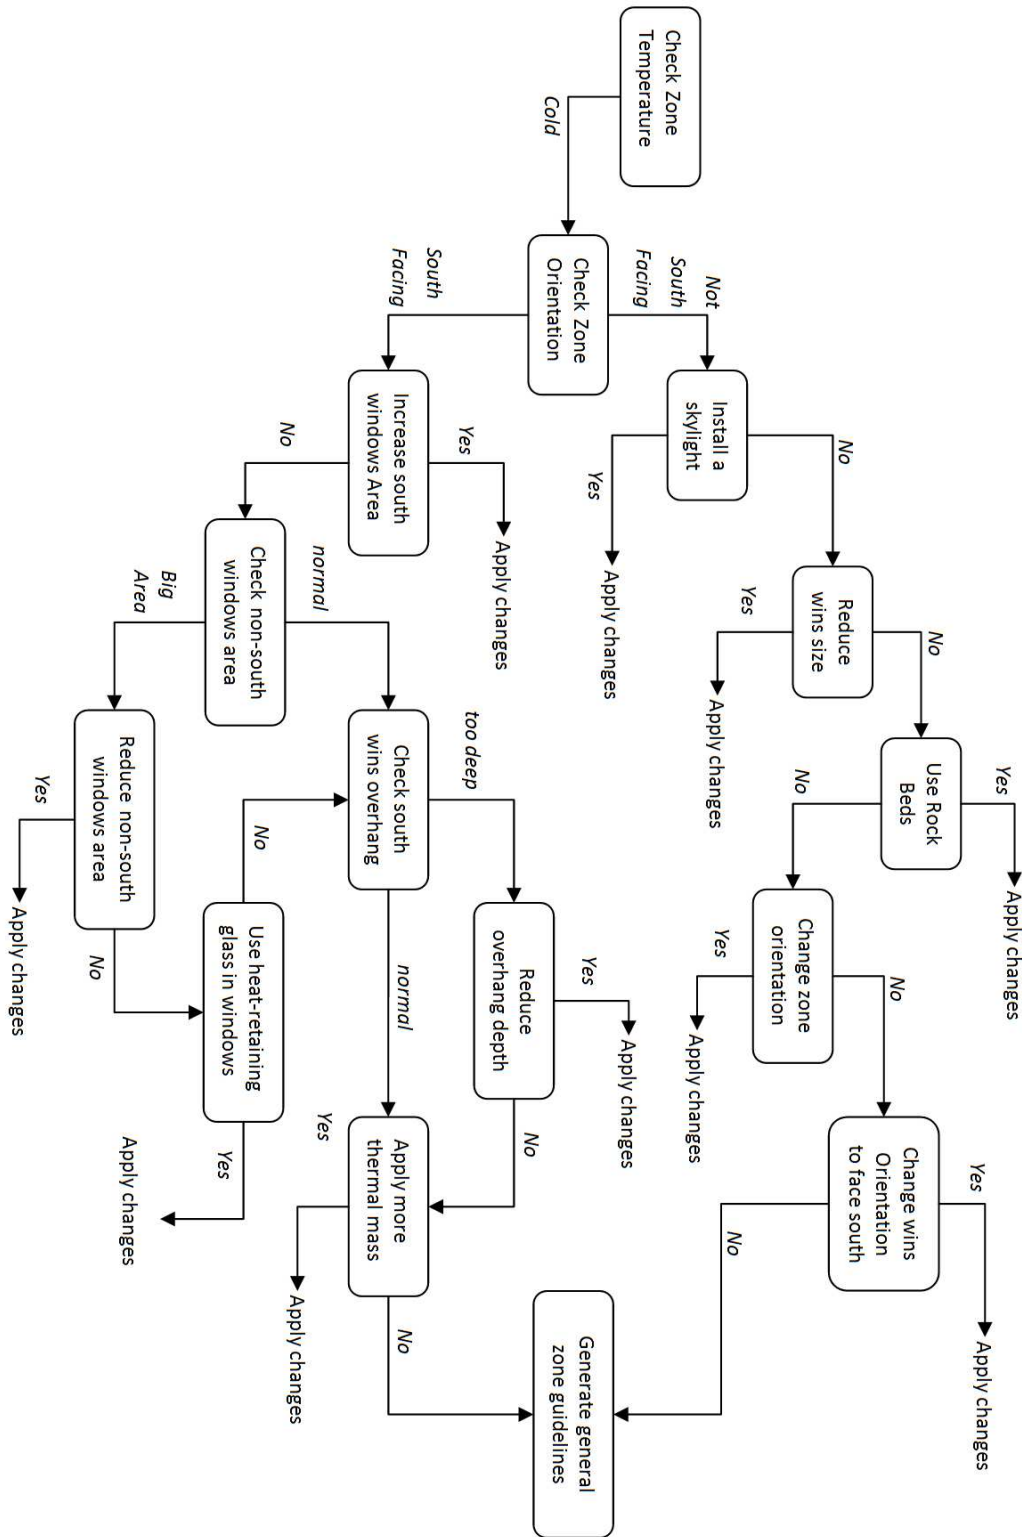 Check Zone
Temperature
Cold
Check Zone
Orientation
Not
South
Facing
South
Facing
Install a
skylight
No
Yes
Apply changes
Reduce
wins size
No
Yes
Apply changes
Use Rock
Beds
Yes
Apply changes
No
Change zone
orientation
No
Yes
Apply changes
Change wins
Orientation
to face south
Yes
Apply changes
No
Increase south
windows Area
Yes
Apply changes
No
Check non-south
windows area
normal
Big
Area
Check south
wins overhang
too deep
normal
Reduce
overhang depth
Yes
Apply changes
No
Reduce non-south
windows area
Yes
Apply changes
No
Use heat-retaining
glass in windows
No
Yes
Apply changes
Apply more
thermal mass
Yes
Apply changes
No
Generate general
zone guidelines